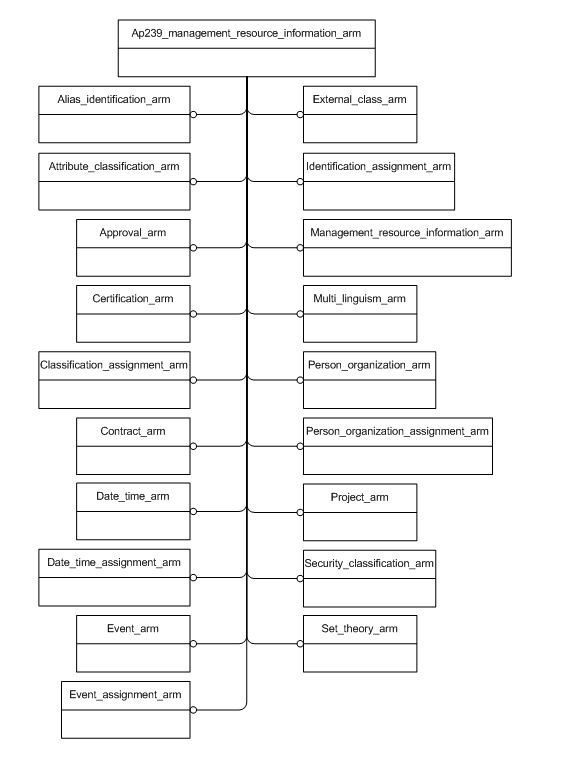 Ap239_management_resource_information_arm
Alias_identification_arm
External_class_arm
Attribute_classification_arm
Identification_assignment_arm
Approval_arm
Management_resource_information_arm
Certification_arm
Multi_linguism_arm
Classification_assignment_arm
Person_organization_arm
Contract_arm
Person_organization_assignment_arm
Date_time_arm
Project_arm
Date_time_assignment_arm
Security_classification_arm
Event_arm
Set_theory_arm
Event_assignment_arm